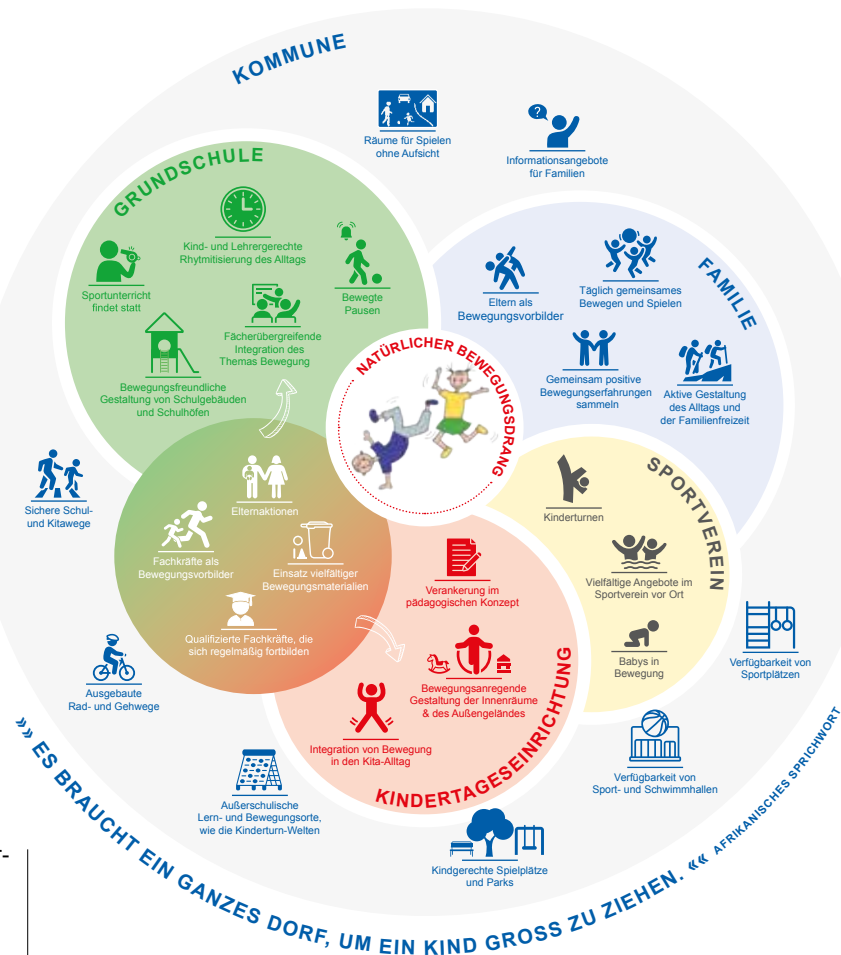 KOMMUNE
Räume für Spielen
ohne Aufsicht
?
Informationsangebote
für Familien
GRUNDSCHULE
Kind- und Lehrergerechte
Rhytmitisierung des Alltags
Sportunterricht
findet statt
Bewegte
Pausen
Fächerübergreifende
Integration des
Themas Bewegung
Bewegungsfreundliche
Gestaltung von Schulgebäuden
und Schulhöfen
FAMILIE
Eltern als
Bewegungsvorbilder
Täglich gemeinsames
Bewegen und Spielen
Gemeinsam positive
Bewegungserfahrungen
sammeln
Aktive Gestaltung
des Alltags und
der Familienfreizeit
NATÜRLICHER BEWEGUNGSDRANG
SPORTVEREIN
Kinderturnen
Vielfältige Angebote im
Sportverein vor Ort
Babys in
Bewegung
Sichere Schul-
und Kitawege
Elternaktionen
Fachkräfte als
Bewegungsvorbilder
Einsatz vielfältiger
Bewegungsmaterialien
Qualifizierte Fachkräfte, die
sich regelmäßig fortbilden
Verankerung im
pädagogischen Konzept
Bewegungsanregende
Gestaltung der Innenräume
& des Außengeländes
Integration von Bewegung
in den Kita-Alltag
KINDERTAGESEINRICHTUNG
Ausgebaute
Rad- und Gehwege
Verfügbarkeit von
Sportplätzen
Verfügbarkeit von
Sport- und Schwimmhallen
Außerschulische
Lern- und Bewegungsorte,
wie die Kinderturn-Welten
Kindgerechte Spielplätze
und Parks
»» ES BRAUCHT EIN GANZES DORF, UM EIN KIND GROSS ZU ZIEHEN. «« AFRIKANISCHES SPRICHWORT